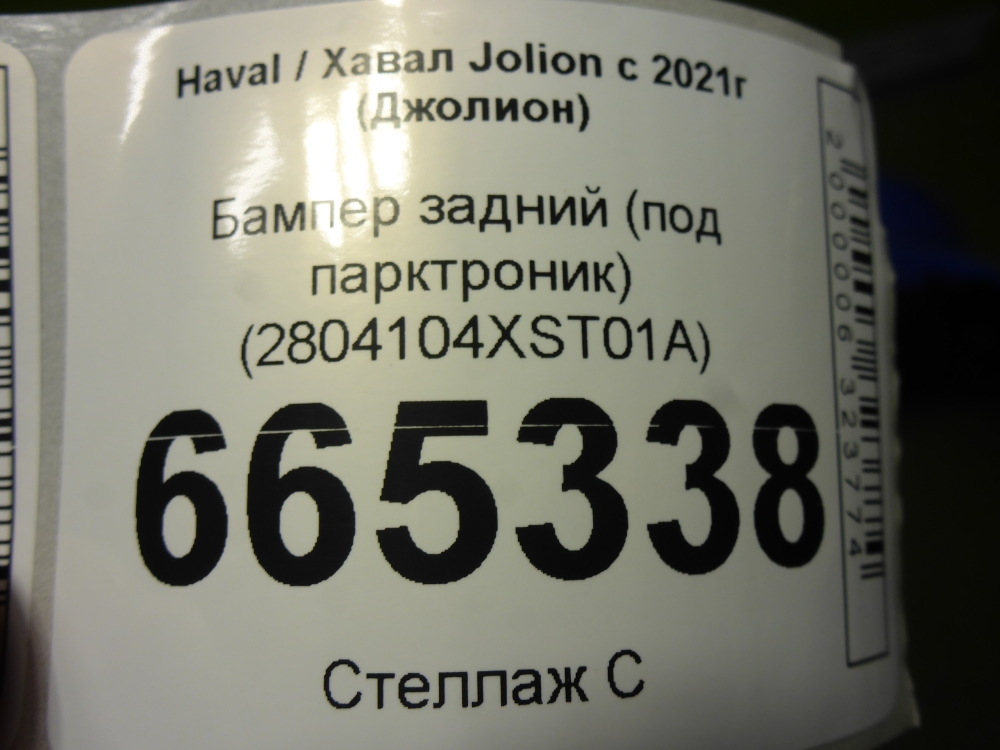 Haval / Хавал Jolion с 2021г
(Джолион)
Бампер задний (под
парктроник)
(2804104XST01A)
665338
Стеллаж С
2000006323774